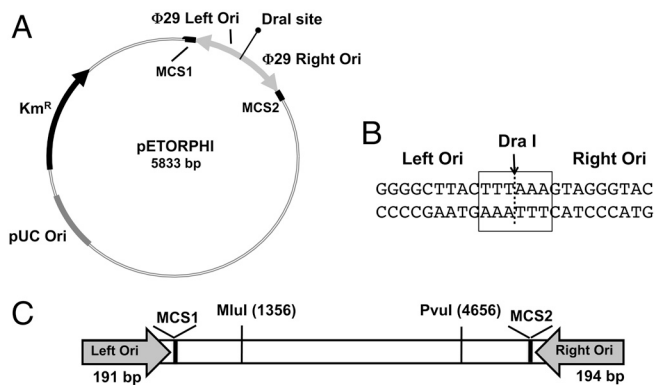 A
Φ29 Left Ori
DraI site
Φ29 Right Ori
MCS1
MCS2
KmR
pETORPHI
5833 bp
pUC Ori
B
Dra I
Left Ori
Right Ori
GGGGCTTACTTTAAAGTAGGGTAC
CCCCGAATGAAATTTCATCCCATG
C
MCS1
MluI (1356)
PvuI (4656)
MCS2
Left Ori
Right Ori
191 bp
194 bp